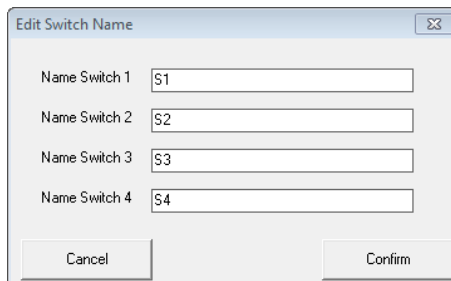 Edit Switch Name
Name Switch 1 S1
Name Switch 2 S2
Name Switch 3 S3
Name Switch 4 S4
Cancel Confirm